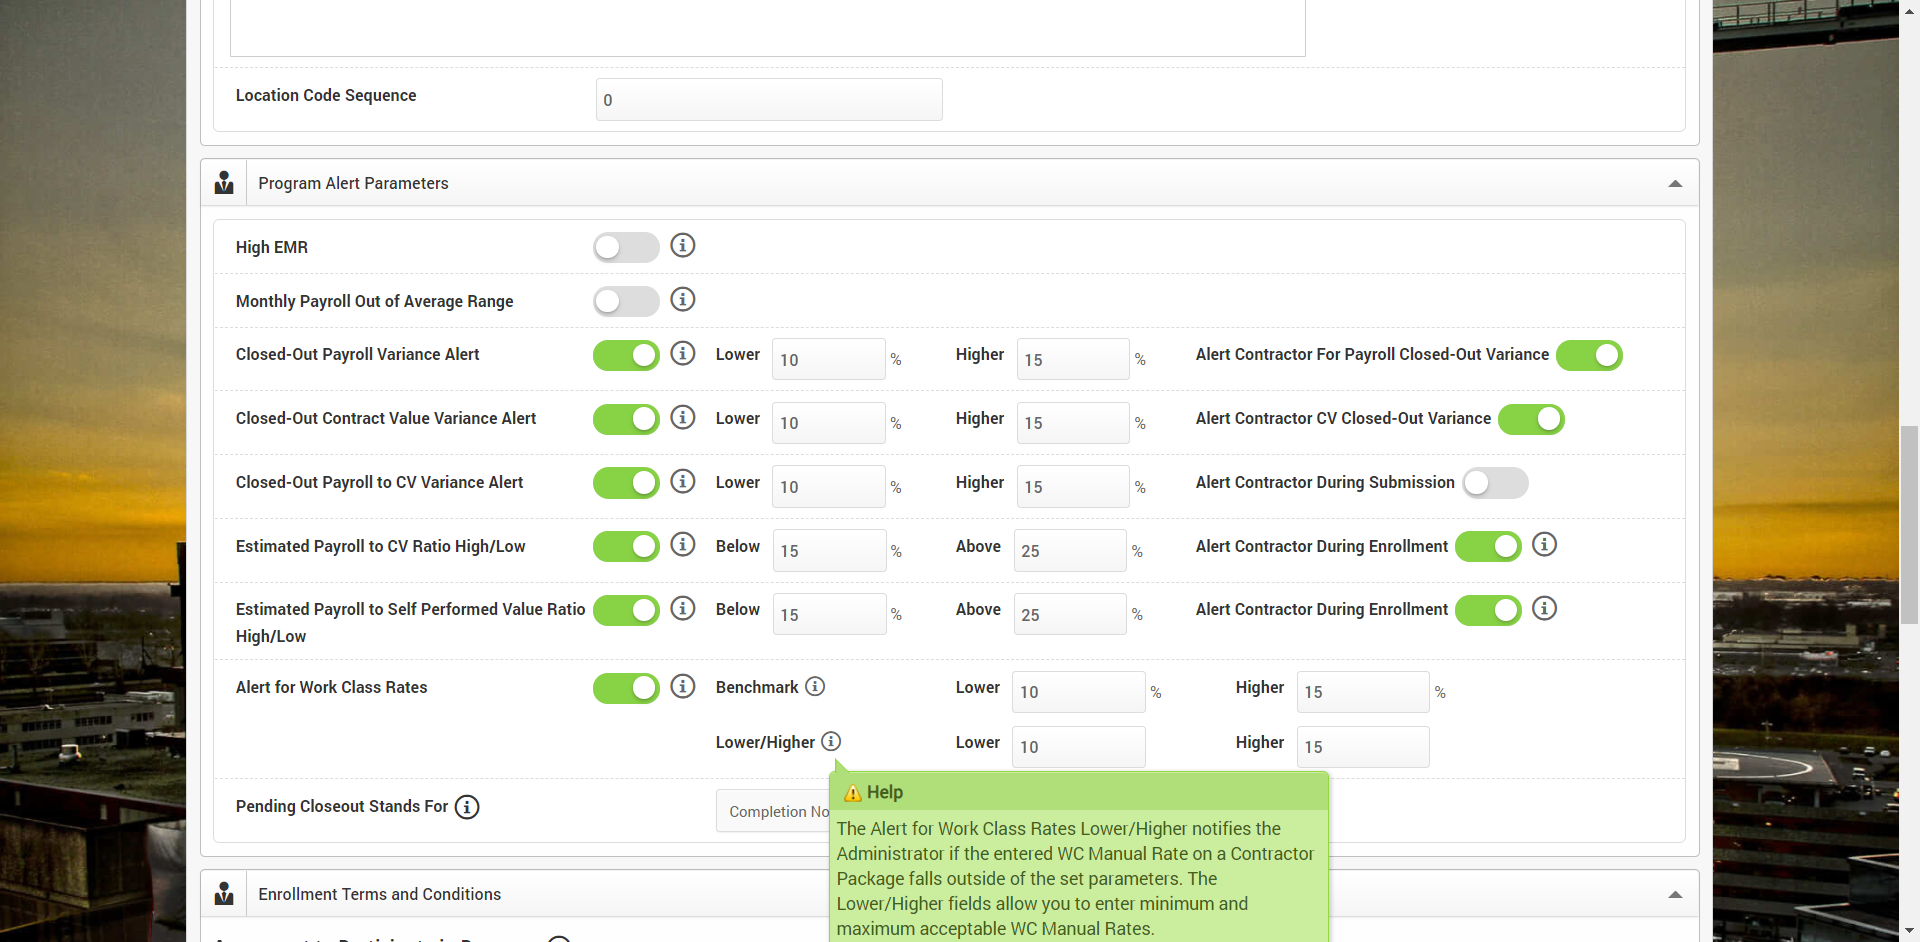 Location Code Sequence 0
Program Alert Parameters
High EMR
Monthly Payroll Out of Average Range
Closed-Out Payroll Variance Alert Lower 10 % Higher 15 % Alert Contractor For Payroll Closed-Out Variance
Closed-Out Contract Value Variance Alert Lower 10 % Higher 15 % Alert Contractor CV Closed-Out Variance
Closed-Out Payroll to CV Variance Alert Lower 10 % Higher 15 % Alert Contractor During Submission
Estimated Payroll to CV Ratio High/Low Below 15 % Above 25 % Alert Contractor During Enrollment
Estimated Payroll to Self Performed Value Ratio Below 15 % Above 25 % Alert Contractor During Enrollment
High/Low
Alert for Work Class Rates Benchmark Lower 10 % Higher 15 %
Lower/Higher Lower 10 Higher 15
Pending Closeout Stands For Completion No
Help
The Alert for Work Class Rates Lower/Higher notifies the
Administrator if the entered WC Manual Rate on a Contractor
Package falls outside of the set parameters. The
Lower/Higher fields allow you to enter minimum and
maximum acceptable WC Manual Rates.
Enrollment Terms and Conditions